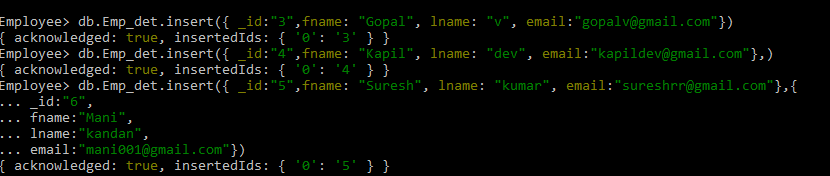 Employee> db.Emp_det.insert({ _id:"3",fname: "Gopal", lname: "v", email:"gopalv@gmail.com"})
{ acknowledged: true, insertedIds: { '0': '3' } }
Employee> db.Emp_det.insert({ _id:"4",fname: "Kapil", lname: "dev", email:"kapildev@gmail.com"},)
{ acknowledged: true, insertedIds: { '0': '4' } }
Employee> db.Emp_det.insert({ _id:"5",fname: "Suresh", lname: "kumar", email:"sureshrr@gmail.com"},{
... _id:"6",
... fname:"Mani",
... lname:"kandan",
... email:"mani001@gmail.com"})
{ acknowledged: true, insertedIds: { '0': '5' } }